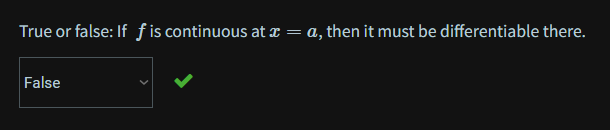 True or false: If f is continuous at x = a, then it must be differentiable there.
False